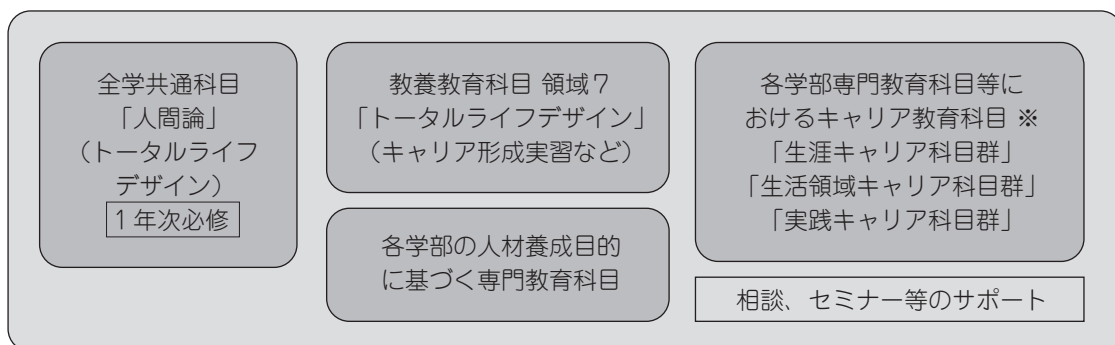 全学共通科目
「人間論」
（トータルライフ
デザイン）
1年次必修
教養教育科目 領域7
「トータルライフデザイン」
（キャリア形成実習など）
各学部の人材養成目的
に基づく専門教育科目
各学部専門教育科目等に
おけるキャリア教育科目 ※
「生涯キャリア科目群」
「生活領域キャリア科目群」
「実践キャリア科目群」
相談、セミナー等のサポート